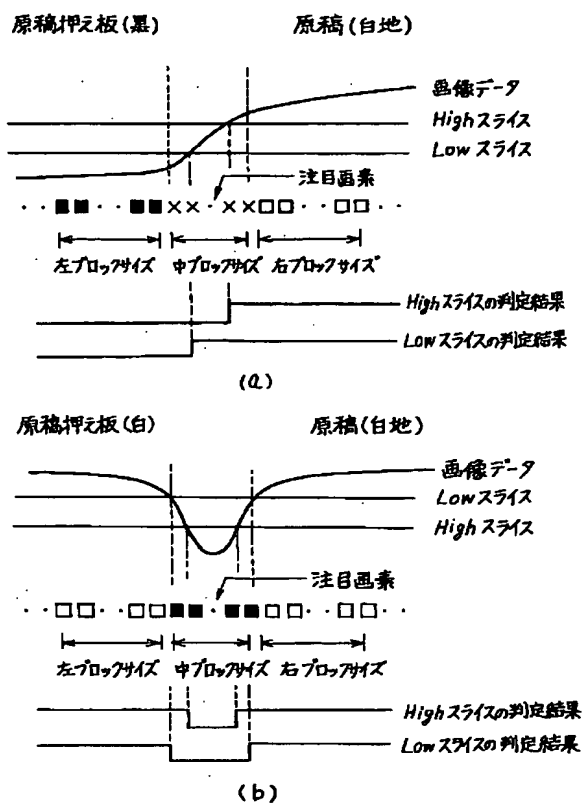 原稿押え板(黒) 原稿(白地)
画像データ
Highスライス
Lowスライス
注目画素
左ブロックサイズ 中ブロックサイズ 右ブロックサイズ
Highスライスの判定結果
Lowスライスの判定結果
(a)
原稿押え板(白) 原稿(白地)
画像データ
Lowスライス
Highスライス
注目画素
左ブロックサイズ 中ブロックサイズ 右ブロックサイズ
Highスライスの判定結果
Lowスライスの判定結果
(b)